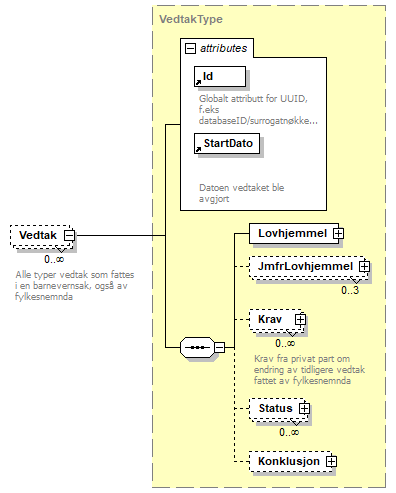 VedtakType
attributes
Id
Globalt attributt for UUID,
f.eks
databaseID/surrogatnøkke...
StartDato
Datoen vedtaket ble
avgjort
Vedtak
0..∞
Alle typer vedtak som fattes
i en barnevernsak, også av
fylkesnemnda
Lovhjemmel
JmfrLovhjemmel
0..3
Krav
0..∞
Krav fra privat part om
endring av tidligere vedtak
fattet av fylkesnemnda
Status
0..∞
Konklusjon